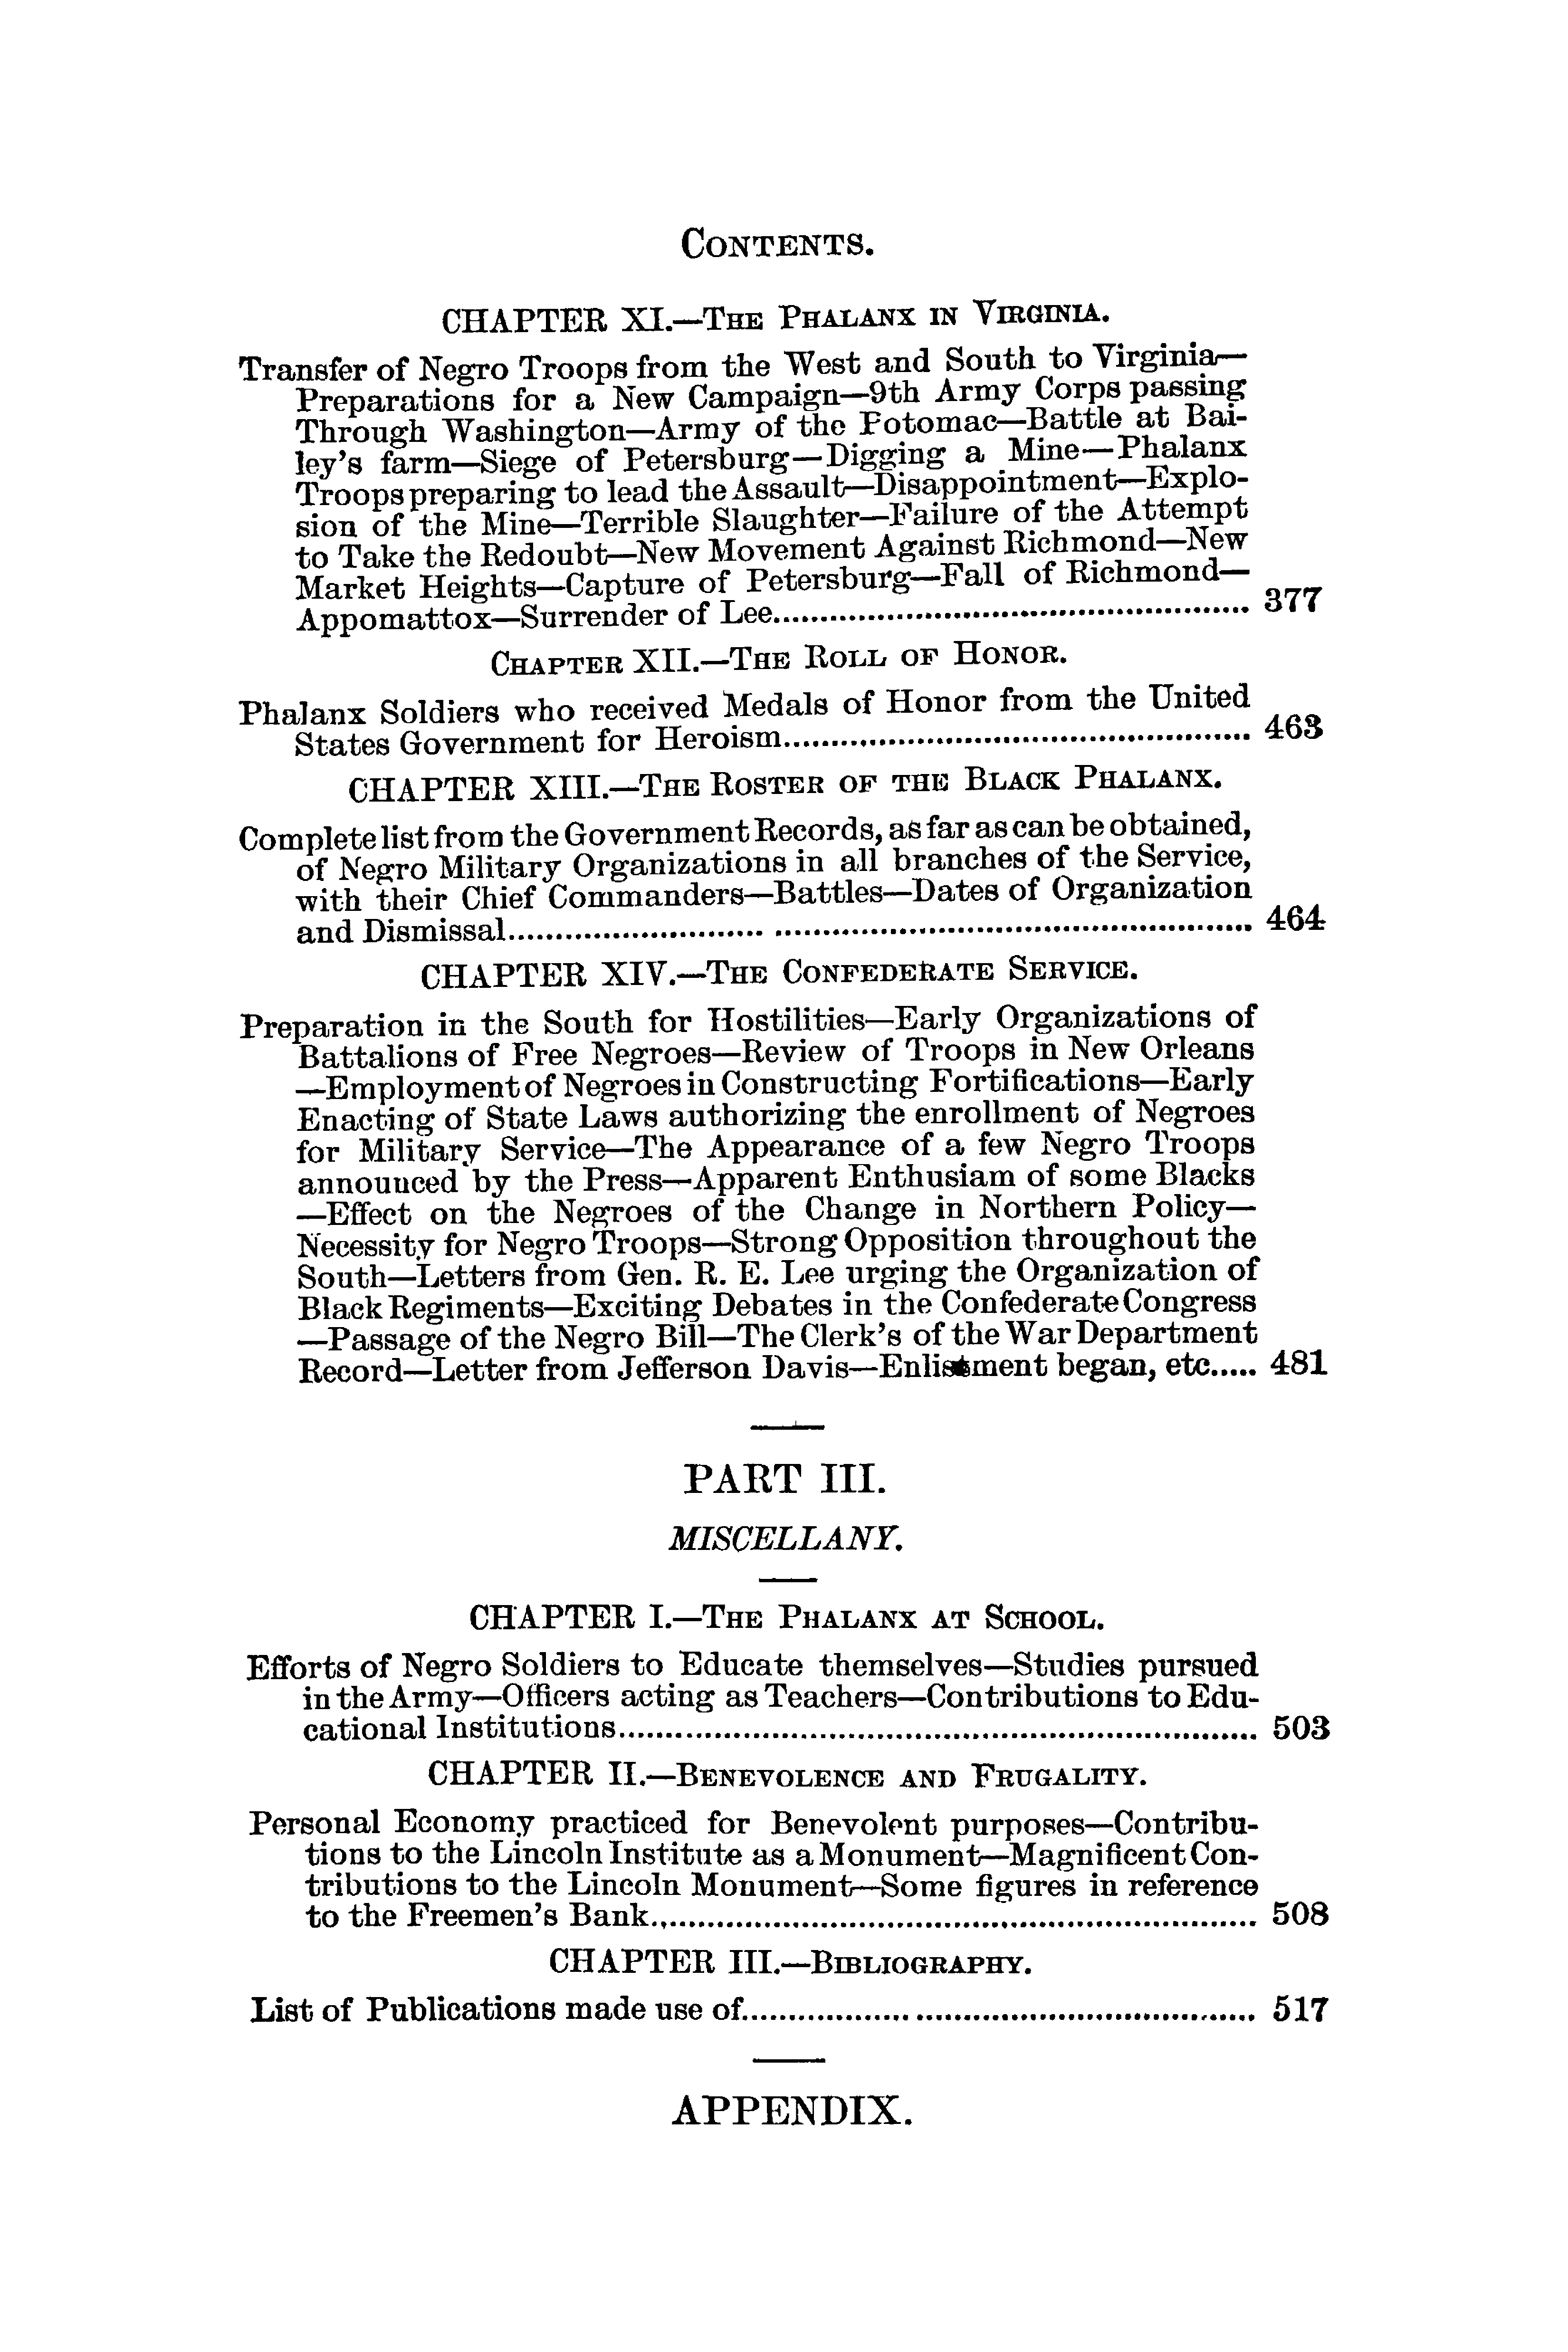 CONTENTS.
CHAPTER XI.—THE PHALANX IN VIRGINIA.
Transfer of Negro Troops from the West and South to Virginia—
Preparations for a New Campaign—9th Army Corps passing
Through Washington—Army of the Potomac—Battle at Bai-
ley's farm—Siege of Petersburg—Digging a Mine—Phalanx
Troops preparing to lead the Assault—Disappointment—Explo-
sion of the Mine—Terrible Slaughter—Failure of the Attempt
to Take the Redoubt—New Movement Against Richmond—New
Market Heights—Capture of Petersburg—Fall of Richmond—
Appomattox—Surrender of Lee.................................................. 377
CHAPTER XII.—THE ROLL OF HONOR.
Phalanx Soldiers who received Medals of Honor from the United
States Government for Heroism.................................................. 463
CHAPTER XIII.—THE ROSTER OF THE BLACK PHALANX.
Complete list from the Government Records, as far as can be obtained,
of Negro Military Organizations in all branches of the Service,
with their Chief Commanders—Battles—Dates of Organization
and Dismissal.................................................. 464
CHAPTER XIV.—THE CONFEDERATE SERVICE.
Preparation in the South for Hostilities—Early Organizations of
Battalions of Free Negroes—Review of Troops in New Orleans
—Employment of Negroes in Constructing Fortifications—Early
Enacting of State Laws authorizing the enrollment of Negroes
for Military Service—The Appearance of a few Negro Troops
announced by the Press—Apparent Enthusiam of some Blacks
—Effect on the Negroes of the Change in Northern Policy—
Necessity for Negro Troops—Strong Opposition throughout the
South—Letters from Gen. R. E. Lee urging the Organization of
Black Regiments—Exciting Debates in the Confederate Congress
—Passage of the Negro Bill—The Clerk's of the War Department
Record—Letter from Jefferson Davis—Enlistment began, etc..... 481
PART III.
MISCELLANY.
CHAPTER I.—THE PHALANX AT SCHOOL.
Efforts of Negro Soldiers to Educate themselves—Studies pursued
in the Army—Officers acting as Teachers—Contributions to Edu-
cational Institutions.................................................. 503
CHAPTER II.—BENEVOLENCE AND FRUGALITY.
Personal Economy practiced for Benevolent purposes—Contribu-
tions to the Lincoln Institute as a Monument—Magnificent Con-
tributions to the Lincoln Monument—Some figures in reference
to the Freemen's Bank.................................................. 508
CHAPTER III.—BIBLIOGRAPHY.
List of Publications made use of.................................................. 517
APPENDIX.